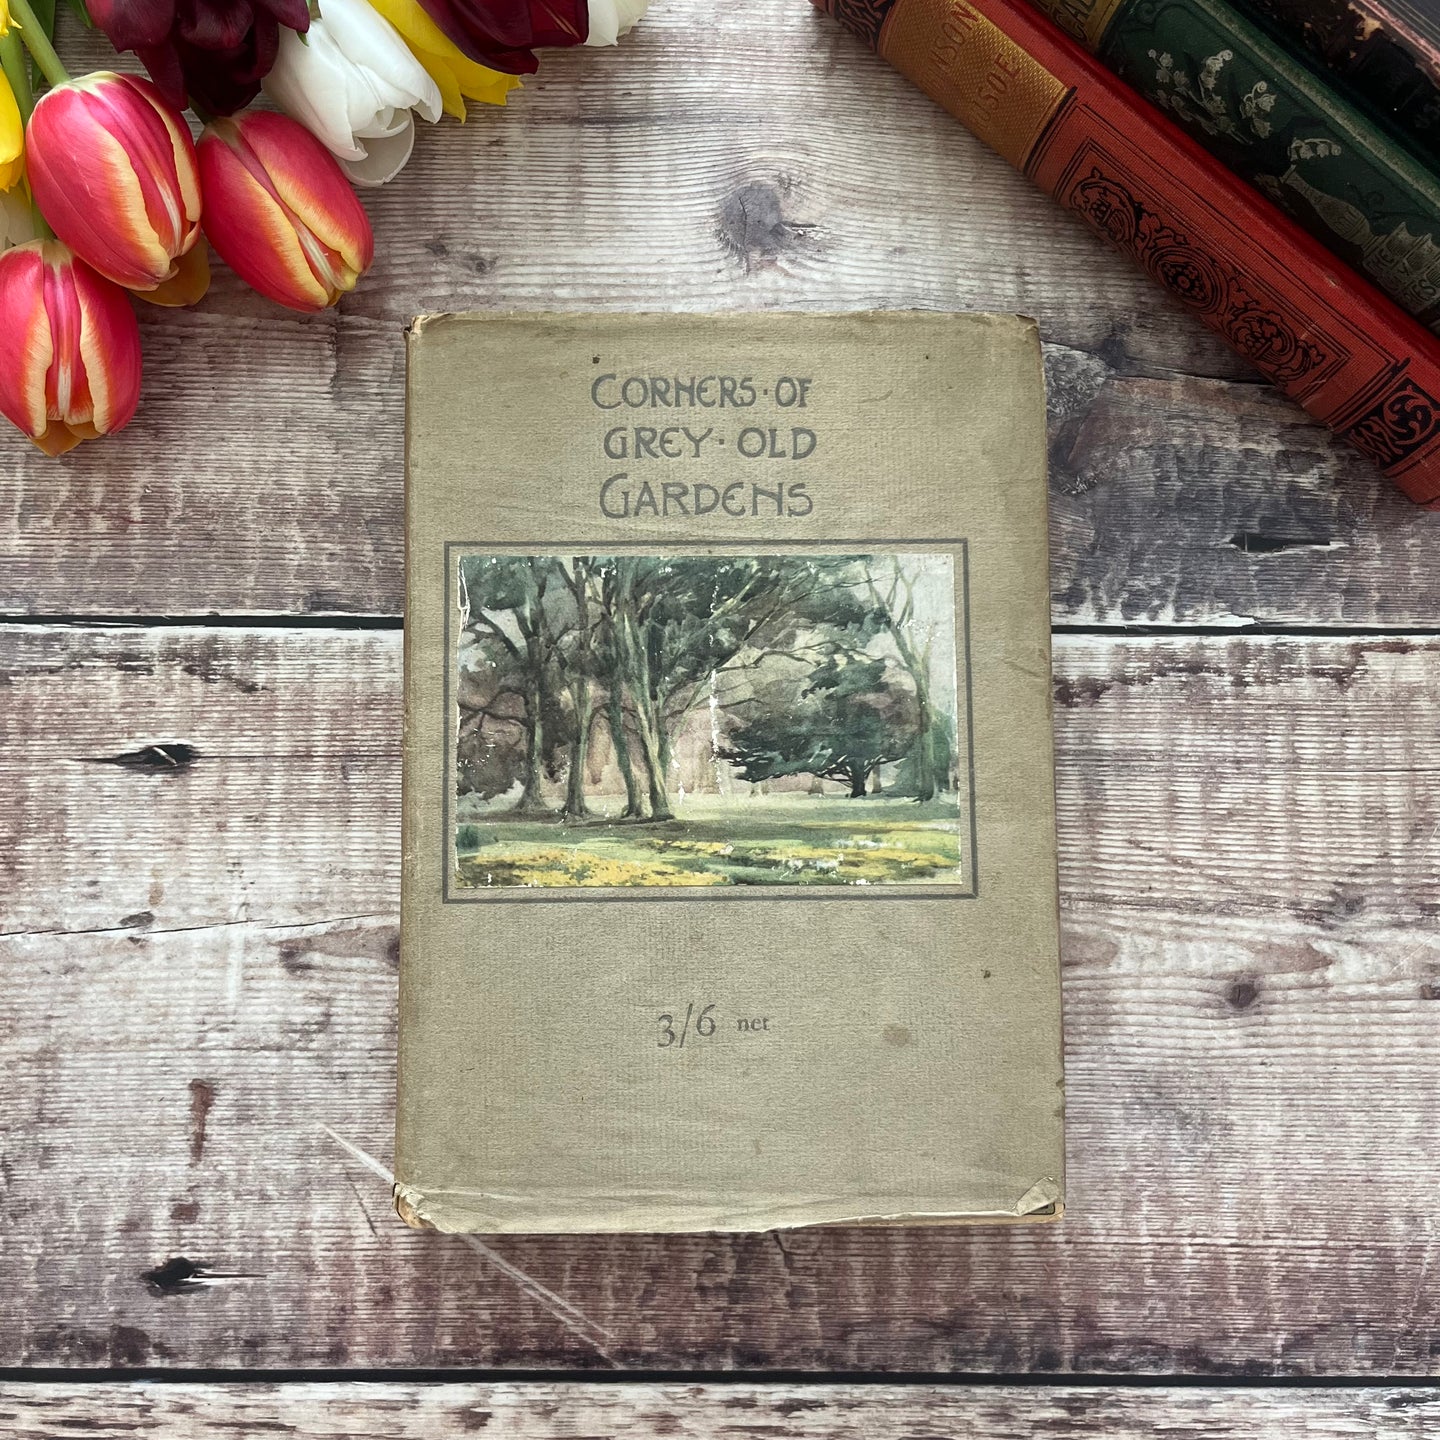 CORNERS·OF
GREY·OLD
GARDENS
3/6 net